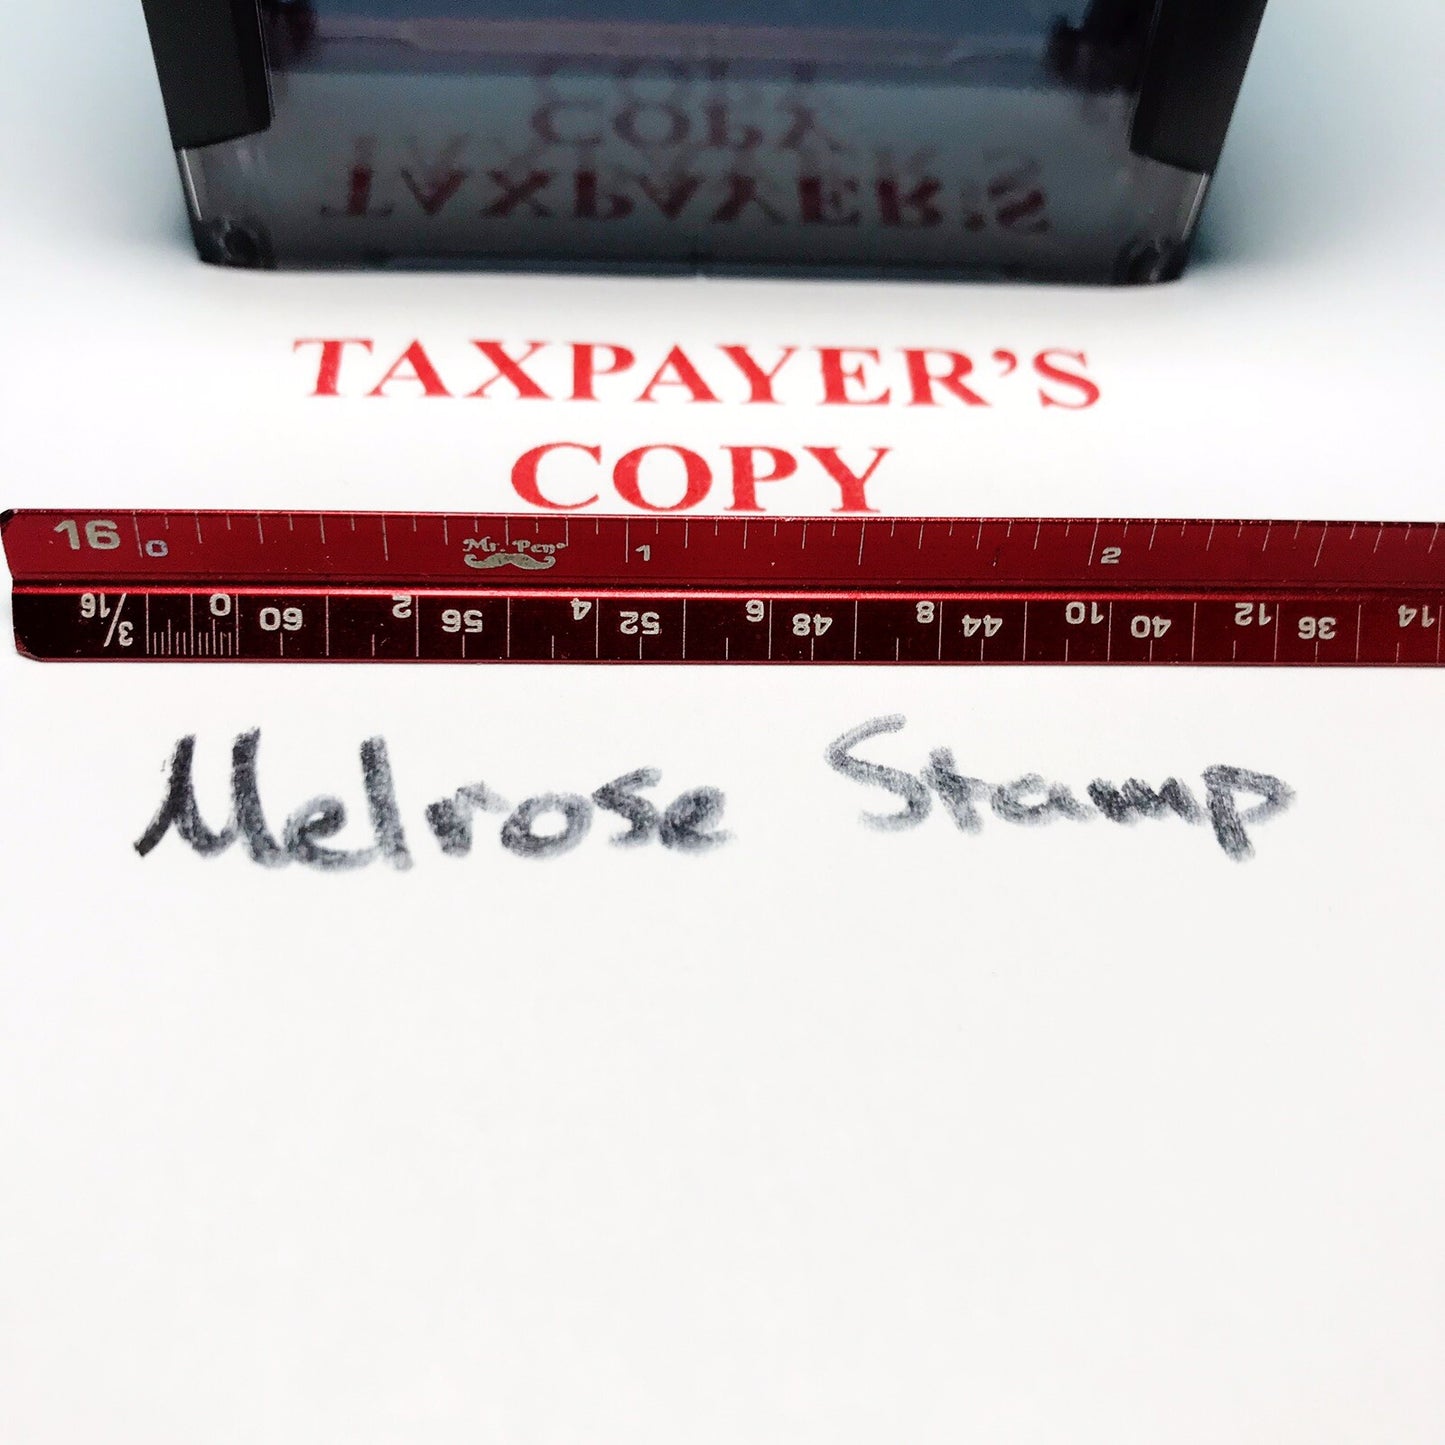 COPY
TAXPAYER'S
TAXPAYER’S
COPY
16 0 Mr. Pen® 1 2
3/16 0 60 2 56 4 52 6 48 8 44 10 40 12 36 14
Melrose Stamp